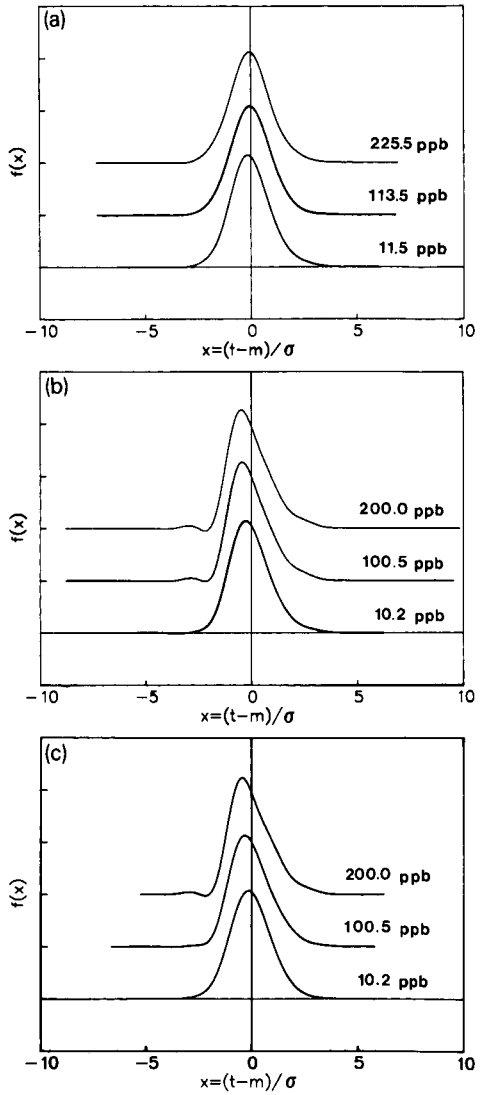 (a)
f(x)
225.5 ppb
113.5 ppb
11.5 ppb
−10 −5 0 5 10
x=(t−m)/σ
(b)
f(x)
200.0 ppb
100.5 ppb
10.2 ppb
−10 −5 0 5 10
x=(t−m)/σ
(c)
f(x)
200.0 ppb
100.5 ppb
10.2 ppb
−10 −5 0 5 10
x=(t−m)/σ